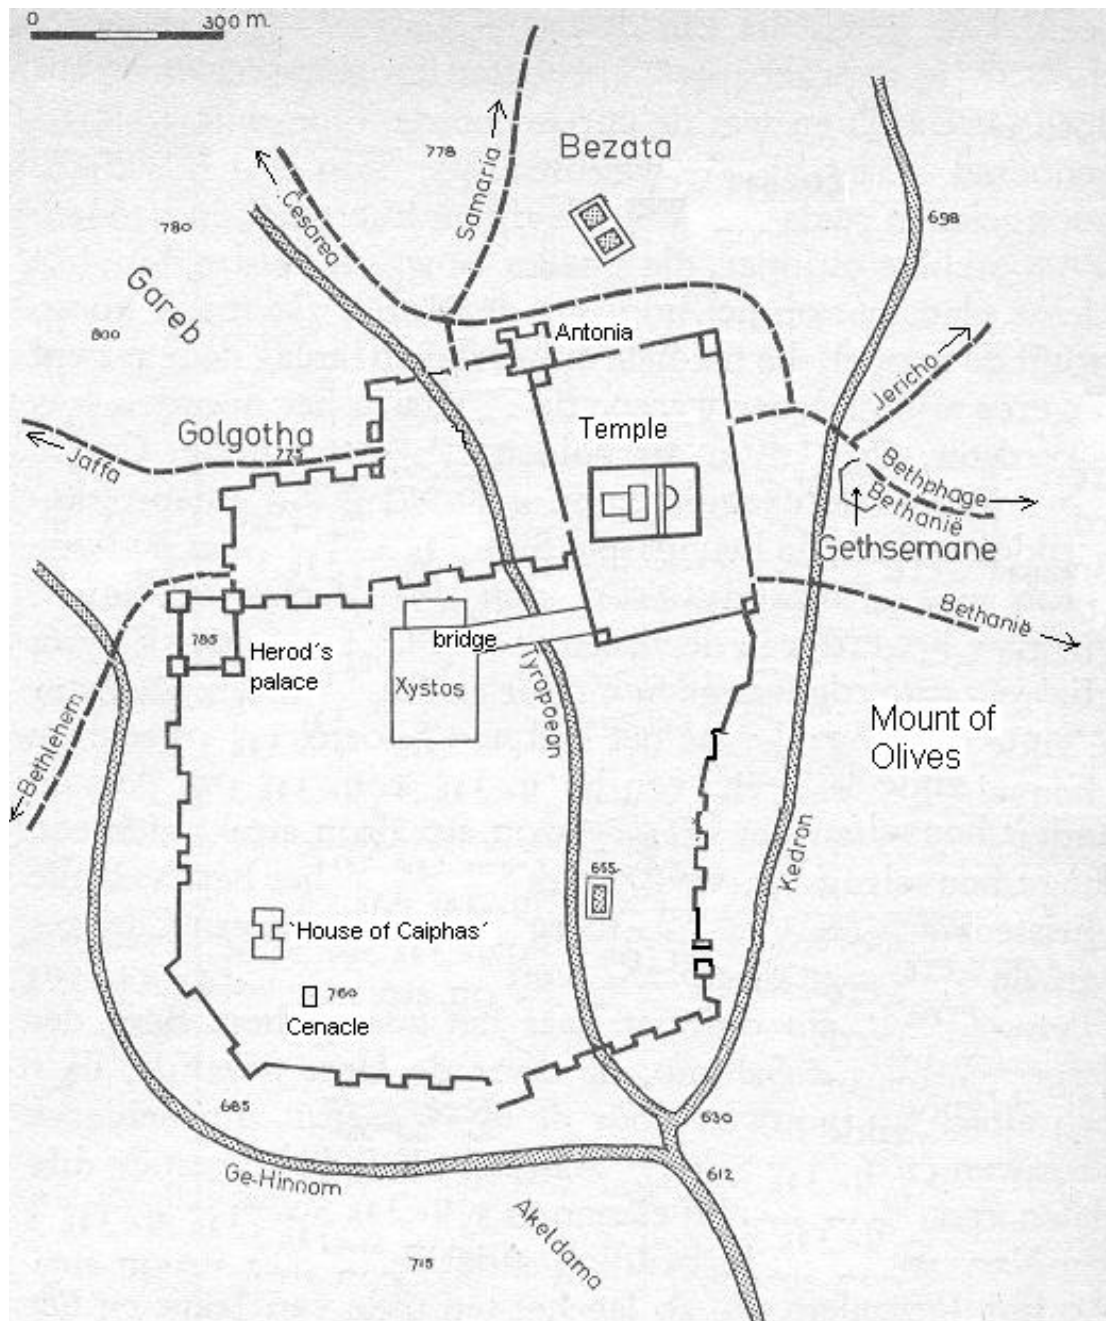 0 300 m.
778
Bezata
Samaria
Cesarea
780
698
Gareb
800
Antonia
Jericho
Golgotha
775
Jaffa
Temple
Bethphage
Bethanië
Gethsemane
Bethanië
785
Herod´s
palace
bridge
Xystos
Tyropoean
Bethlehem
Mount of
Olives
Kedron
655
´House of Caiphas´
760
Cenacle
685
630
612
Ge-Hinnom
Akeldama
715